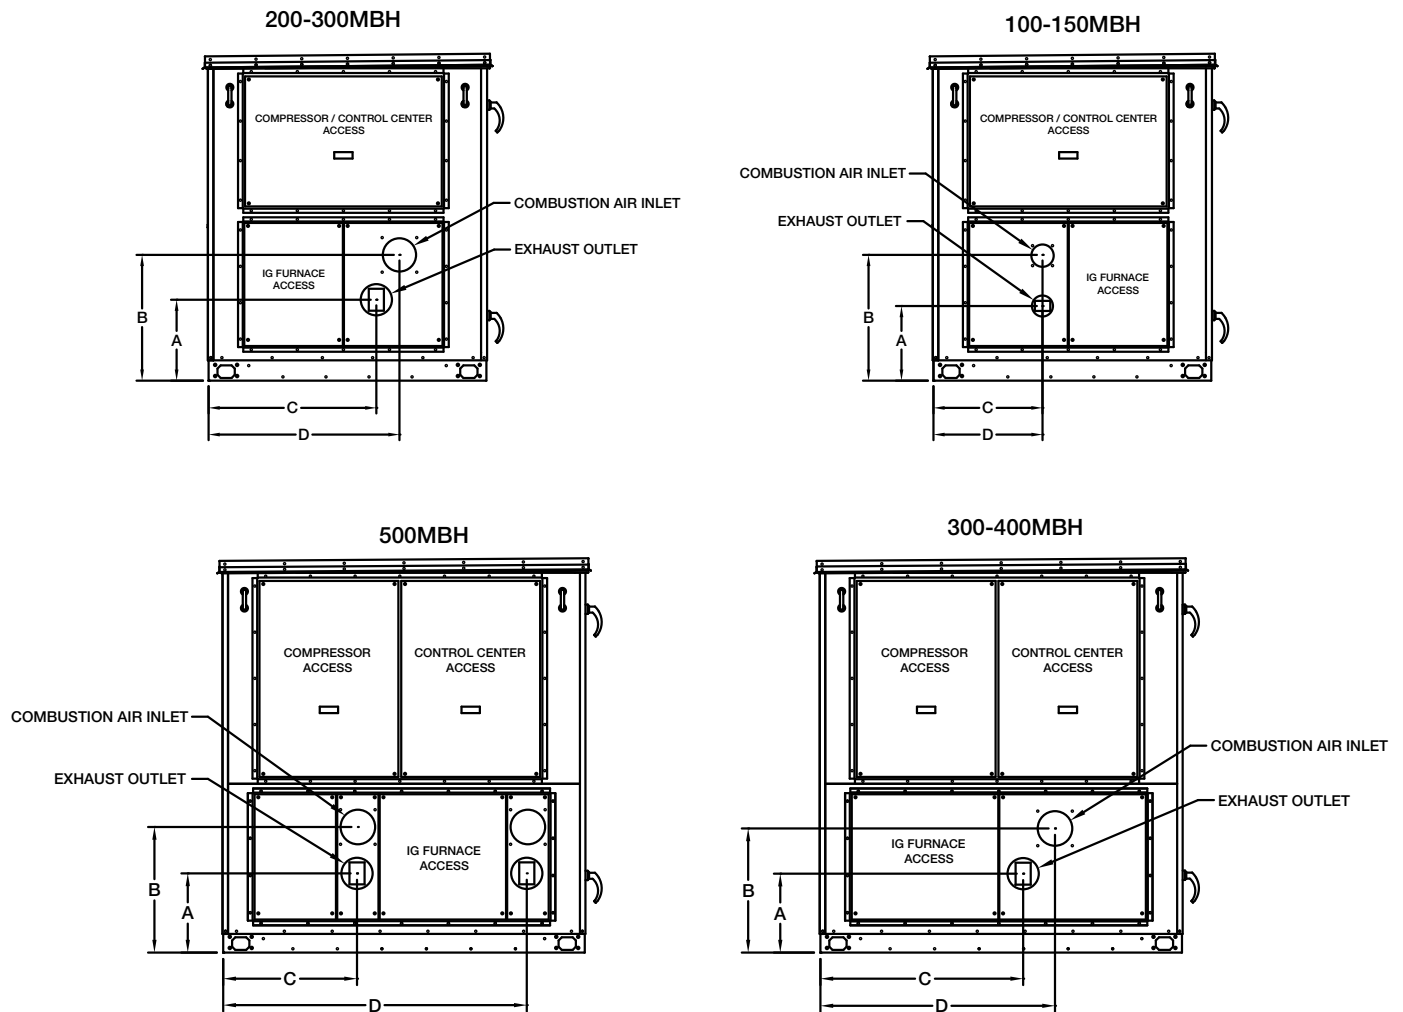 200-300MBH
COMPRESSOR / CONTROL CENTER
ACCESS
COMBUSTION AIR INLET
EXHAUST OUTLET
IG FURNACE
ACCESS
B
A
C
D
100-150MBH
COMPRESSOR / CONTROL CENTER
ACCESS
COMBUSTION AIR INLET
EXHAUST OUTLET
IG FURNACE
ACCESS
B
A
C
D
500MBH
COMPRESSOR
ACCESS
CONTROL CENTER
ACCESS
COMBUSTION AIR INLET
EXHAUST OUTLET
IG FURNACE
ACCESS
B
A
C
D
300-400MBH
COMPRESSOR
ACCESS
CONTROL CENTER
ACCESS
COMBUSTION AIR INLET
EXHAUST OUTLET
IG FURNACE
ACCESS
B
A
C
D